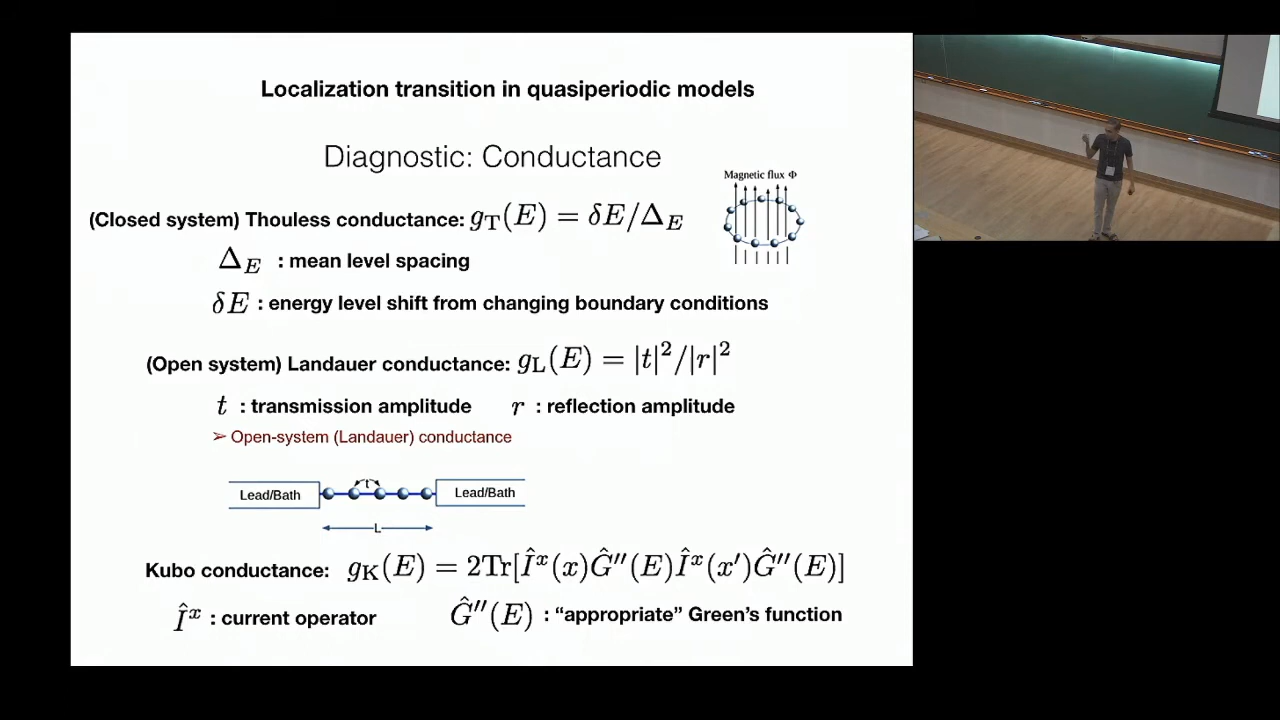 Localization transition in quasiperiodic models
Diagnostic: Conductance
Magnetic flux Φ
(Closed system) Thouless conductance: g_T(E) = δE/Δ_E
Δ_E : mean level spacing
δE : energy level shift from changing boundary conditions
(Open system) Landauer conductance: g_L(E) = |t|²/|r|²
t : transmission amplitude r : reflection amplitude
➢ Open-system (Landauer) conductance
Lead/Bath t Lead/Bath
L
Kubo conductance: g_K(E) = 2Tr[Î^x(x)Ĝ′′(E)Î^x(x′)Ĝ′′(E)]
Î^x : current operator Ĝ′′(E) : “appropriate” Green’s function